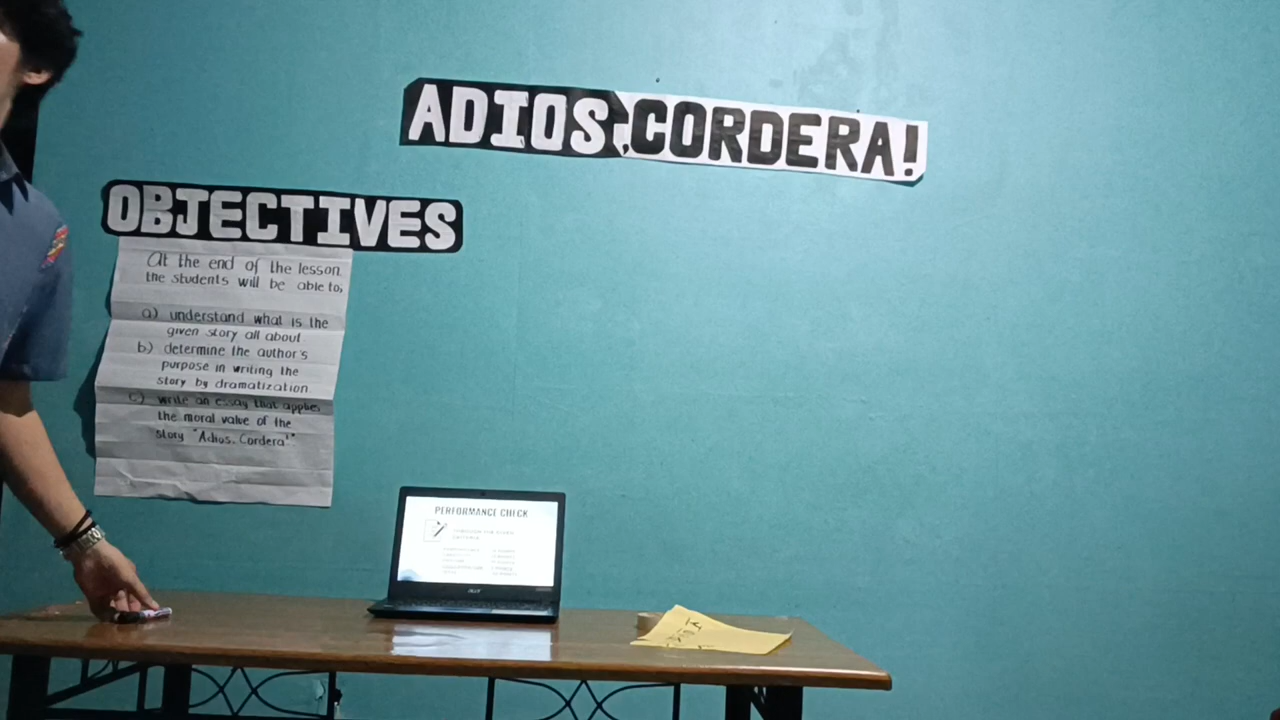 ADIOS, CORDERA!
OBJECTIVES
At the end of the lesson
the students will be able to;
a) understand what is the
given story all about.
b) determine the author's
purpose in writing the
story by dramatization
c) write an essay that applies
the moral value of the
story "Adios, Cordera!"
PERFORMANCE CHECK
acer